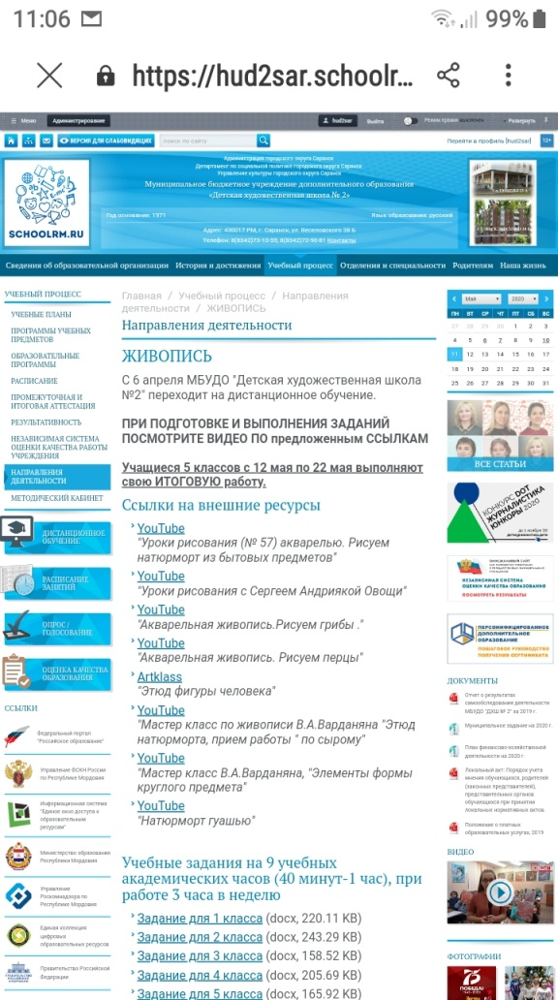 11:06
99%
https://hud2sar.schoolr...
Меню
Администрирование
hud2sar
Выйти
Режим правки выключен
Развернуть
ВЕРСИЯ ДЛЯ СЛАБОВИДЯЩИХ
поиск по сайту
Перейти в профиль [hud2sar]
Администрация городского округа Саранск
Департамент по социальной политике городского округа Саранск
Управление культуры городского округа Саранск
Муниципальное бюджетное учреждение дополнительного образования
«Детская художественная школа № 2»
Год основания: 1971
Язык образования: русский
Адрес: 430017 РМ, г. Саранск, ул. Веселовского 38 Б
Телефон: 8(8342)73-13-55; 8(8342)72-90-81 Контакты
SCHOOLRM.RU
Сведения об образовательной организации
История и достижения
Учебный процесс
Отделения и специальности
Родителям
Наша жизнь
УЧЕБНЫЙ ПРОЦЕСС
УЧЕБНЫЕ ПЛАНЫ
ПРОГРАММЫ УЧЕБНЫХ
ПРЕДМЕТОВ
ОБРАЗОВАТЕЛЬНЫЕ
ПРОГРАММЫ
РАСПИСАНИЕ
ПРОМЕЖУТОЧНАЯ И
ИТОГОВАЯ АТТЕСТАЦИЯ
РЕЗУЛЬТАТИВНОСТЬ
НЕЗАВИСИМАЯ СИСТЕМА
ОЦЕНКИ КАЧЕСТВА РАБОТЫ
УЧРЕЖДЕНИЯ
НАПРАВЛЕНИЯ
ДЕЯТЕЛЬНОСТИ
МЕТОДИЧЕСКИЙ КАБИНЕТ
ДИСТАНЦИОННОЕ
ОБУЧЕНИЕ
РАСПИСАНИЕ
ЗАНЯТИЙ
ОПРОС /
ГОЛОСОВАНИЕ
ОЦЕНКА КАЧЕСТВА
ОБРАЗОВАНИЯ
ССЫЛКИ
Федеральный портал
"Российское образование"
Управление ФСКН России
по Республике Мордовия
Информационная система
"Единое окно доступа к
образовательным
ресурсам"
Министерство образования
Республики Мордовия
Управление
Роскомнадзора по
Республике Мордовия
Единая коллекция
цифровых
образовательных ресурсов
Правительство Российской
Федерации
Главная / Учебный процесс / Направления
деятельности / ЖИВОПИСЬ
Направления деятельности
ЖИВОПИСЬ
С 6 апреля МБУДО "Детская художественная школа
№2" переходит на дистанционное обучение.
ПРИ ПОДГОТОВКЕ И ВЫПОЛНЕНИЯ ЗАДАНИЙ
ПОСМОТРИТЕ ВИДЕО ПО предложенным ССЫЛКАМ
Учащиеся 5 классов с 12 мая по 22 мая выполняют
свою ИТОГОВУЮ работу.
Ссылки на внешние ресурсы
YouTube
"Уроки рисования (№ 57) акварелью. Рисуем
натюрморт из бытовых предметов"
YouTube
"Уроки рисования с Сергеем Андриякой Овощи"
YouTube
"Акварельная живопись.Рисуем грибы ."
YouTube
"Акварельная живопись. Рисуем перцы"
Artklass
"Этюд фигуры человека"
YouTube
"Мастер класс по живописи В.А.Варданяна "Этюд
натюрморта, прием работы " по сырому"
YouTube
"Мастер класс В.А.Варданяна, "Элементы формы
круглого предмета"
YouTube
"Натюрморт гуашью"
Учебные задания на 9 учебных
академических часов (40 минут-1 час), при
работе 3 часа в неделю
Задание для 1 класса (docx, 220.11 KB)
Задание для 2 класса (docx, 243.29 KB)
Задание для 3 класса (docx, 158.52 KB)
Задание для 4 класса (docx, 205.69 KB)
Задание для 5 класса (docx, 165.92 KB)
Май 2020
ПН ВТ СР ЧТ ПТ СБ ВС
27 28 29 30 1 2 3
4 5 6 7 8 9 10
11 12 13 14 15 16 17
18 19 20 21 22 23 24
25 26 27 28 29 30 31
ВСЕ СТАТЬИ
КОНКУРС DOT
ЖУРНАЛИСТИКА
ЮНКОРЫ 2020
ОФИЦИАЛЬНЫЙ САЙТ
НЕЗАВИСИМАЯ СИСТЕМА
ОЦЕНКИ КАЧЕСТВА ОБРАЗОВАНИЯ
ПОСМОТРЕТЬ РЕЗУЛЬТАТЫ
ПЕРСОНИФИЦИРОВАННОЕ
ДОПОЛНИТЕЛЬНОЕ
ОБРАЗОВАНИЕ
ПОШАГОВОЕ РУКОВОДСТВО
ПОЛУЧЕНИЯ СЕРТИФИКАТА
ДОКУМЕНТЫ
Отчет о результатах
самообследования деятельности
МБУДО "ДХШ № 2" за 2019 г.
Муниципальное задание на 2020 г.
План финансово-хозяйственной
деятельности на 2020 г.
Локальный акт: Порядок учета
мнения обучающихся, родителей
(законных представителей),
представительных органов
обучающихся при принятии
локальных нормативных актов.
Положение о платных
образовательных услугах, 2019
ВИДЕО
ФОТОГРАФИИ
75
ПОБЕДА!